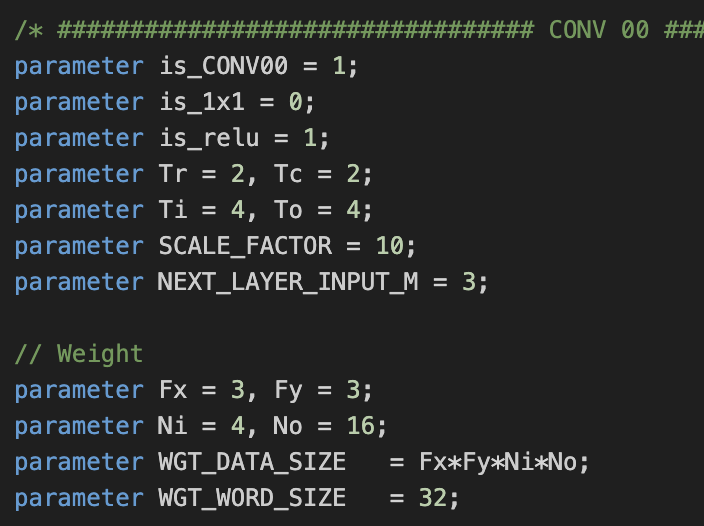 /* ################################# CONV 00 ###
parameter is_CONV00 = 1;
parameter is_1x1 = 0;
parameter is_relu = 1;
parameter Tr = 2, Tc = 2;
parameter Ti = 4, To = 4;
parameter SCALE_FACTOR = 10;
parameter NEXT_LAYER_INPUT_M = 3;

// Weight
parameter Fx = 3, Fy = 3;
parameter Ni = 4, No = 16;
parameter WGT_DATA_SIZE   = Fx*Fy*Ni*No;
parameter WGT_WORD_SIZE   = 32;